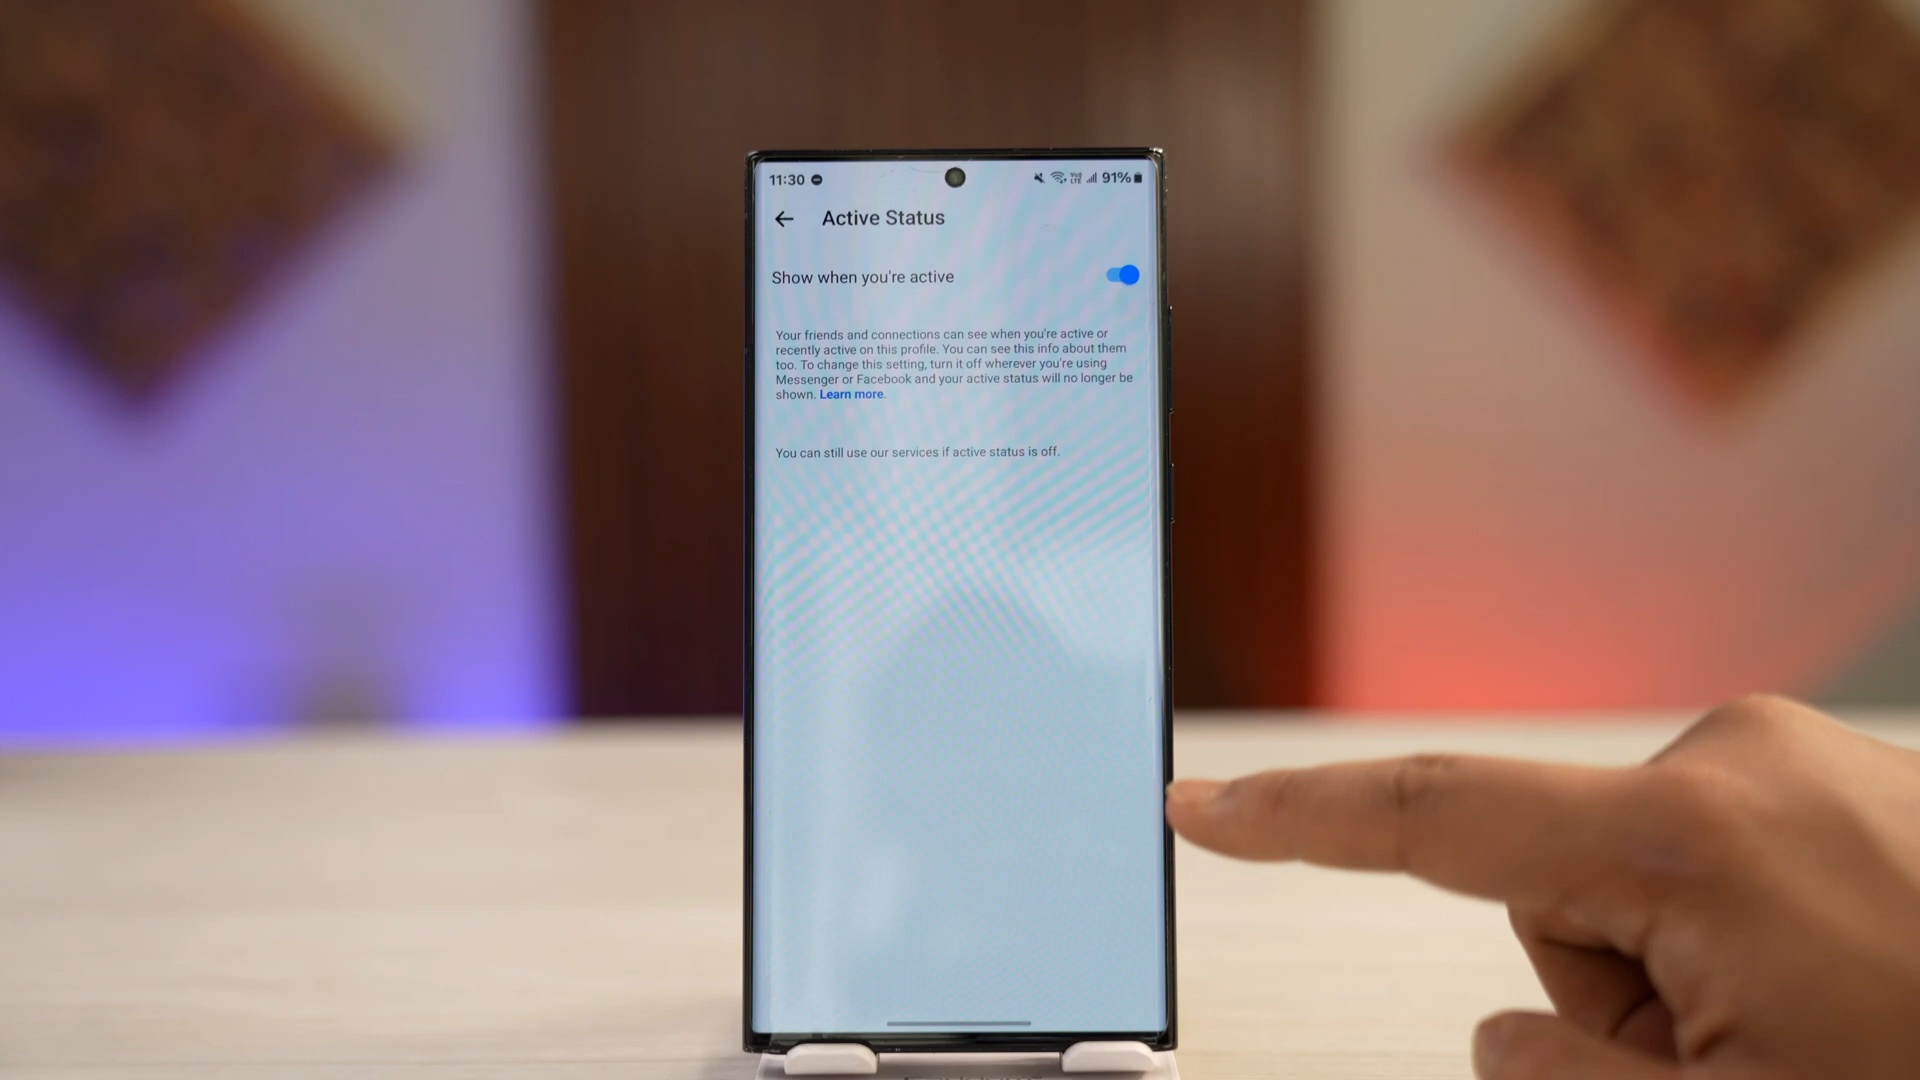 11:30
Vo) LTE 91%
Active Status
Show when you're active
Your friends and connections can see when you're active or
recently active on this profile. You can see this info about them
too. To change this setting, turn it off wherever you're using
Messenger or Facebook and your active status will no longer be
shown. Learn more.
You can still use our services if active status is off.